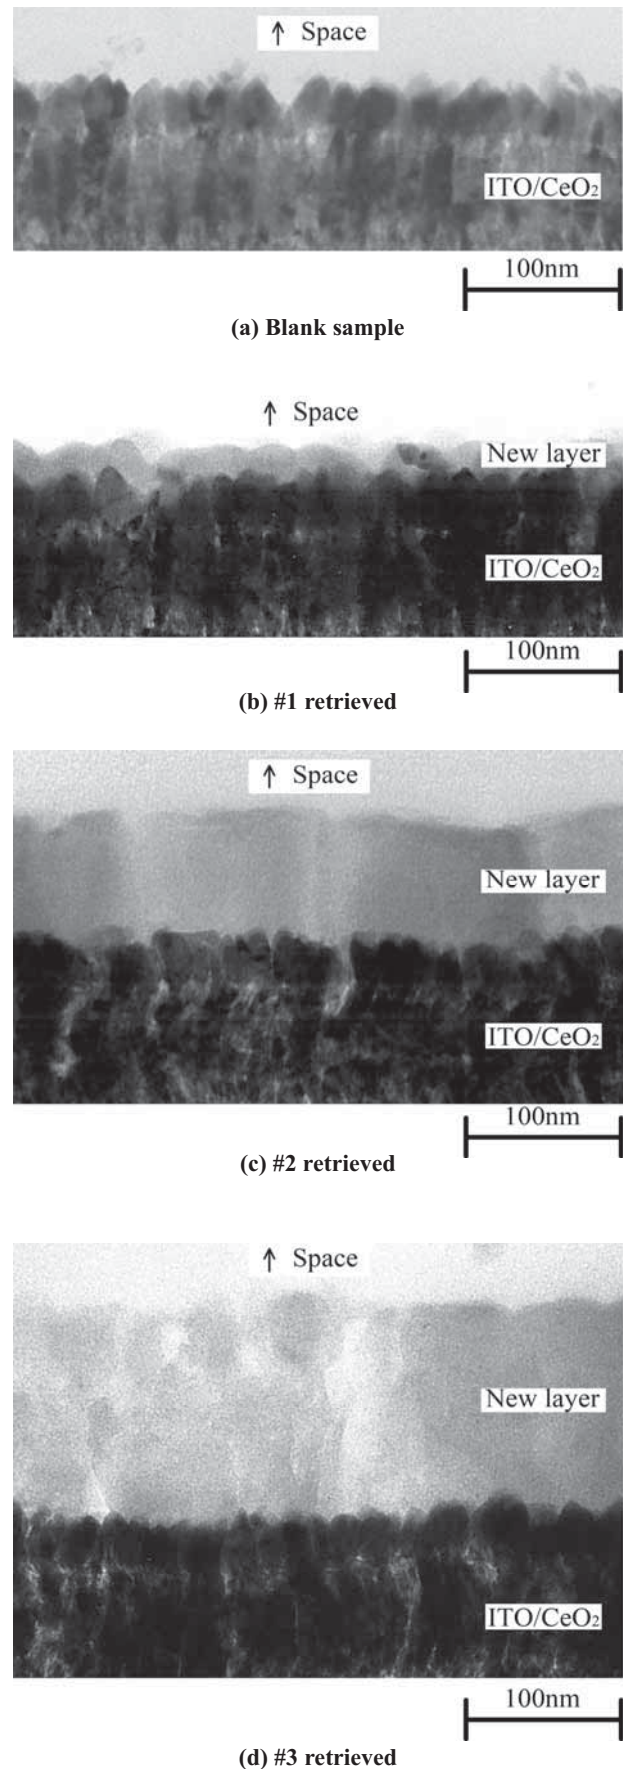 ↑ Space
ITO/CeO₂
100nm
(a) Blank sample
↑ Space
New layer
ITO/CeO₂
100nm
(b) #1 retrieved
↑ Space
New layer
ITO/CeO₂
100nm
(c) #2 retrieved
↑ Space
New layer
ITO/CeO₂
100nm
(d) #3 retrieved